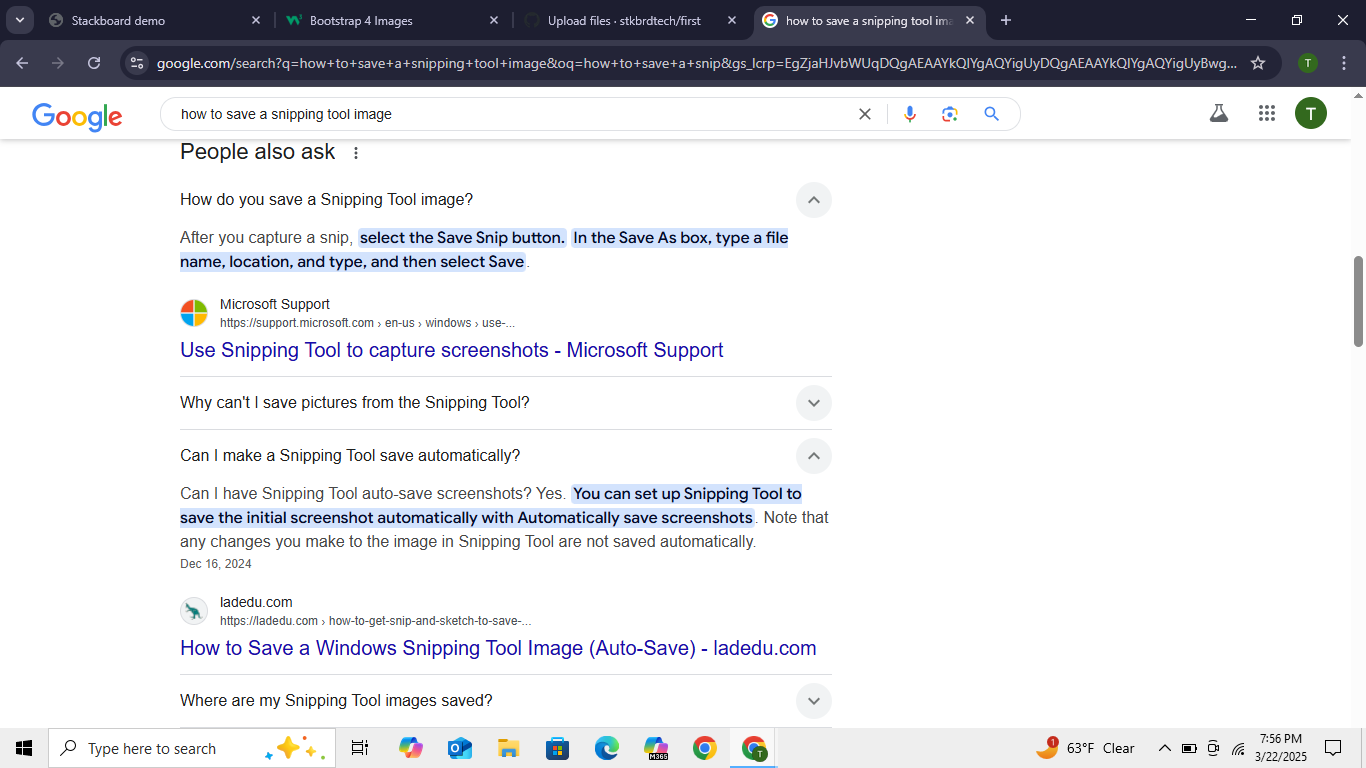 Stackboard demo
Bootstrap 4 Images
Upload files · stkbrdtech/first
how to save a snipping tool ima
google.com/search?q=how+to+save+a+snipping+tool+image&oq=how+to+save+a+snip&gs_lcrp=EgZjaHJvbWUqDQgAEAAYkQIYgAQYigUyDQgAEAAYkQIYgAQYigUyBwg...
T
Google
how to save a snipping tool image
T
People also ask
How do you save a Snipping Tool image?
After you capture a snip, select the Save Snip button. In the Save As box, type a file
name, location, and type, and then select Save.
Microsoft Support
https://support.microsoft.com › en-us › windows › use-...
Use Snipping Tool to capture screenshots - Microsoft Support
Why can't I save pictures from the Snipping Tool?
Can I make a Snipping Tool save automatically?
Can I have Snipping Tool auto-save screenshots? Yes. You can set up Snipping Tool to
save the initial screenshot automatically with Automatically save screenshots. Note that
any changes you make to the image in Snipping Tool are not saved automatically.
Dec 16, 2024
ladedu.com
https://ladedu.com › how-to-get-snip-and-sketch-to-save-...
How to Save a Windows Snipping Tool Image (Auto-Save) - ladedu.com
Where are my Snipping Tool images saved?
Type here to search
M365
T
1
63°F Clear
7:56 PM
3/22/2025